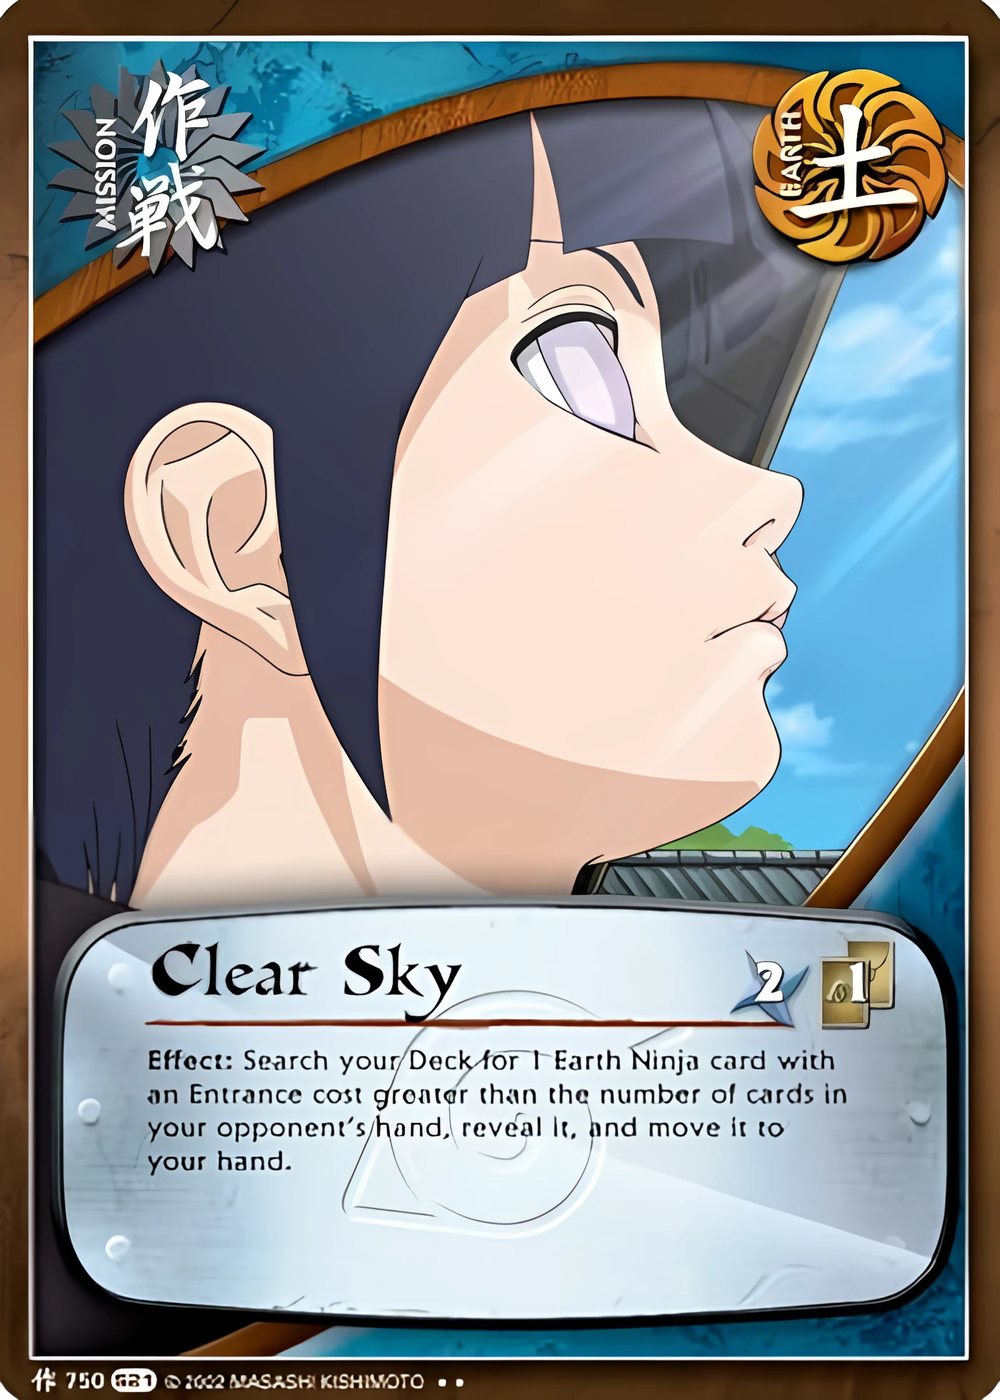 作戦
MISSION
土
EARTH
Clear Sky
2
1
Effect: Search your Deck for 1 Earth Ninja card with
an Entrance cost greater than the number of cards in
your opponent's hand, reveal it, and move it to
your hand.
作 750 © 2002 MASASHI KISHIMOTO